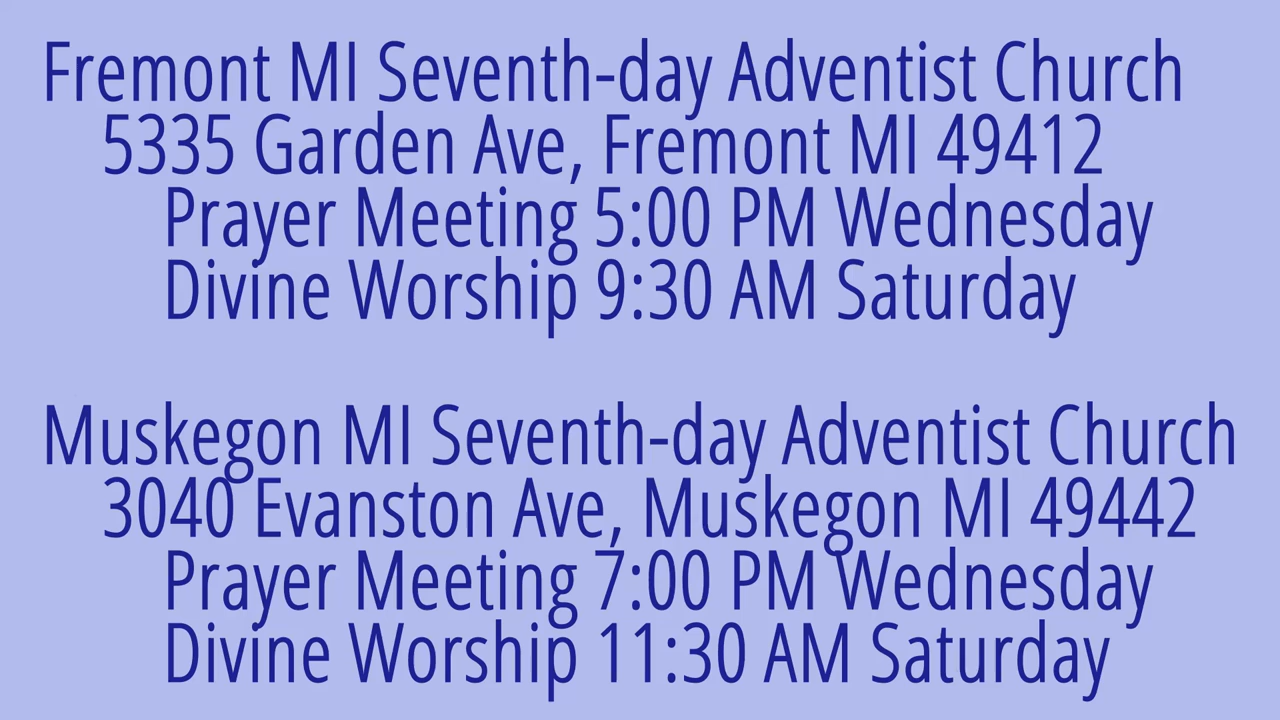 Fremont MI Seventh-day Adventist Church
5335 Garden Ave, Fremont MI 49412
Prayer Meeting 5:00 PM Wednesday
Divine Worship 9:30 AM Saturday
Muskegon MI Seventh-day Adventist Church
3040 Evanston Ave, Muskegon MI 49442
Prayer Meeting 7:00 PM Wednesday
Divine Worship 11:30 AM Saturday